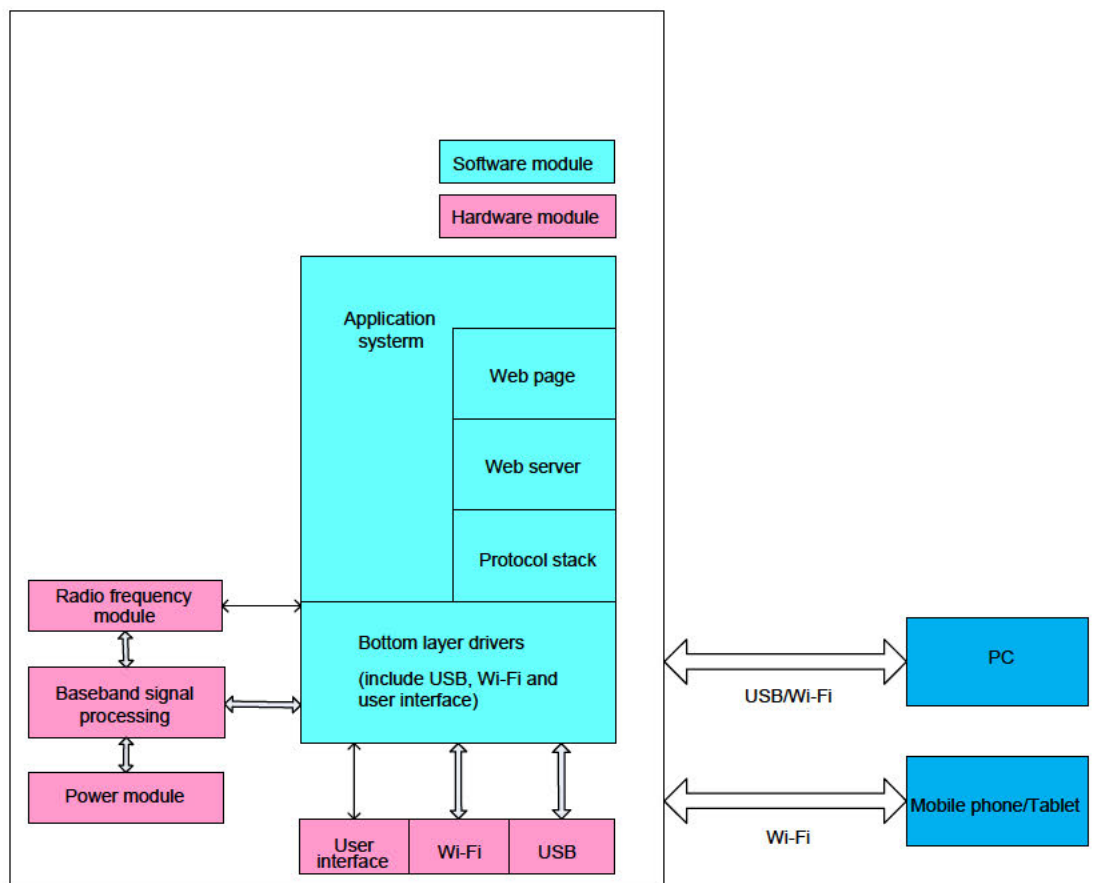 Software module
Hardware module
Application
systerm
Web page
Web server
Protocol stack
Radio frequency
module
Bottom layer drivers
(include USB, Wi-Fi and
user interface)
Baseband signal
processing
Power module
User
interface
Wi-Fi
USB
PC
USB/Wi-Fi
Mobile phone/Tablet
Wi-Fi